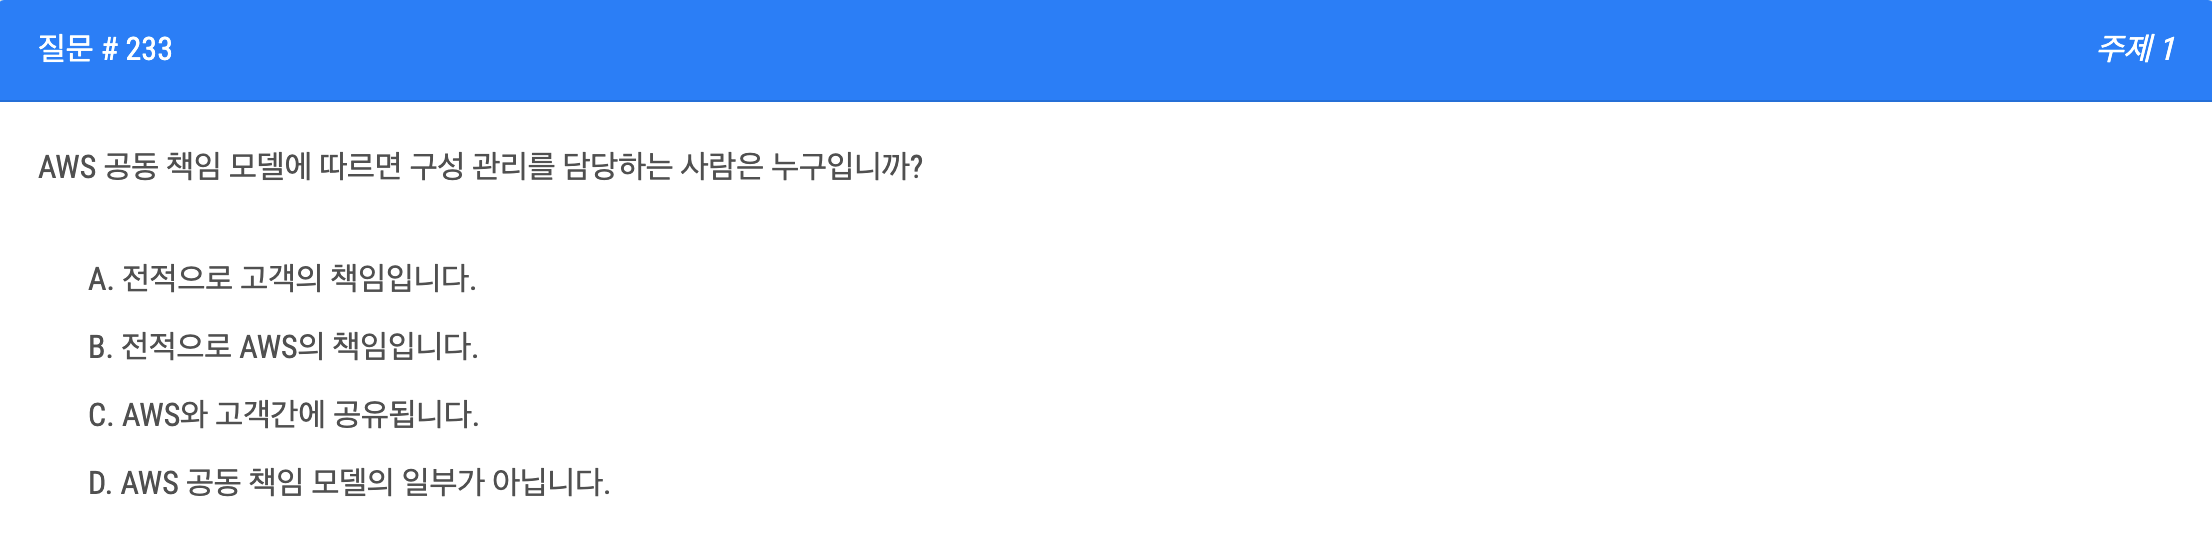 질문 # 233
주제 1
AWS 공동 책임 모델에 따르면 구성 관리를 담당하는 사람은 누구입니까?
A. 전적으로 고객의 책임입니다.
B. 전적으로 AWS의 책임입니다.
C. AWS와 고객간에 공유됩니다.
D. AWS 공동 책임 모델의 일부가 아닙니다.